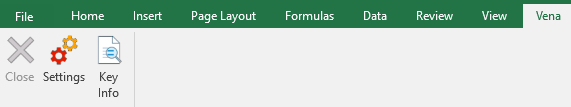 File Home Insert Page Layout Formulas Data Review View Vena
Close Settings Key
Info